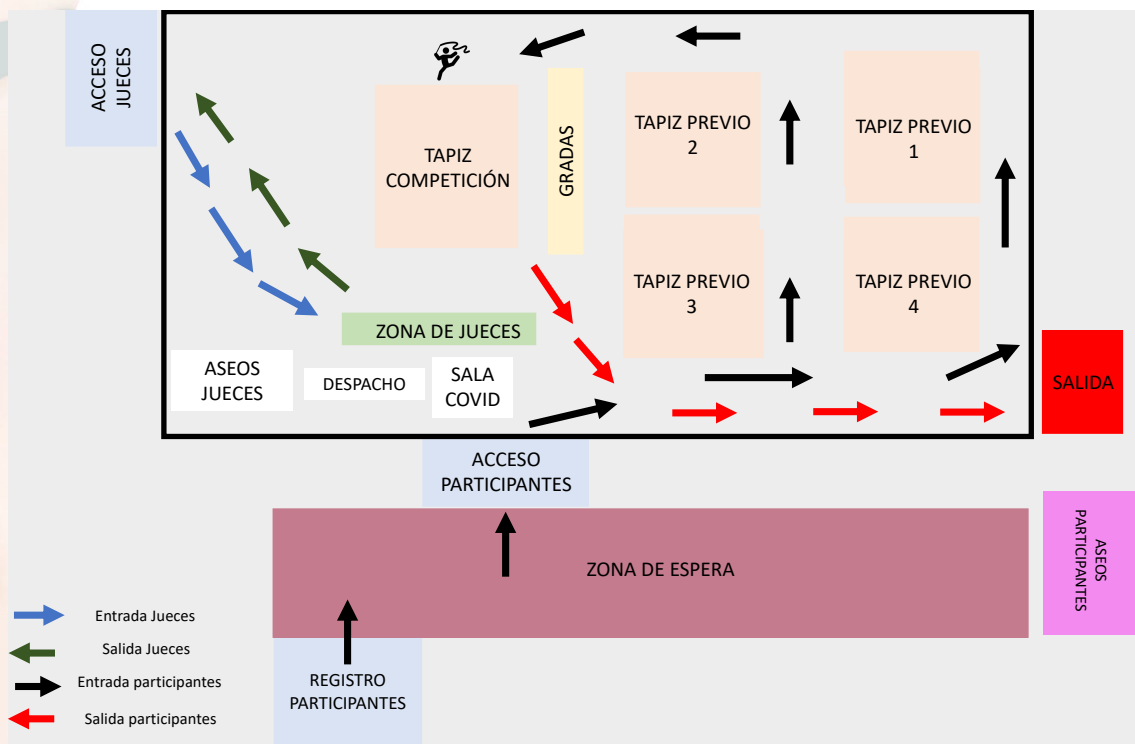 ACCESO
JUECES
TAPIZ
COMPETICIÓN
GRADAS
TAPIZ PREVIO
2
TAPIZ PREVIO
1
TAPIZ PREVIO
3
TAPIZ PREVIO
4
ZONA DE JUECES
ASEOS
JUECES
DESPACHO
SALA
COVID
SALIDA
ACCESO
PARTICIPANTES
ZONA DE ESPERA
ASEOS
PARTICIPANTES
REGISTRO
PARTICIPANTES
Entrada Jueces
Salida Jueces
Entrada participantes
Salida participantes